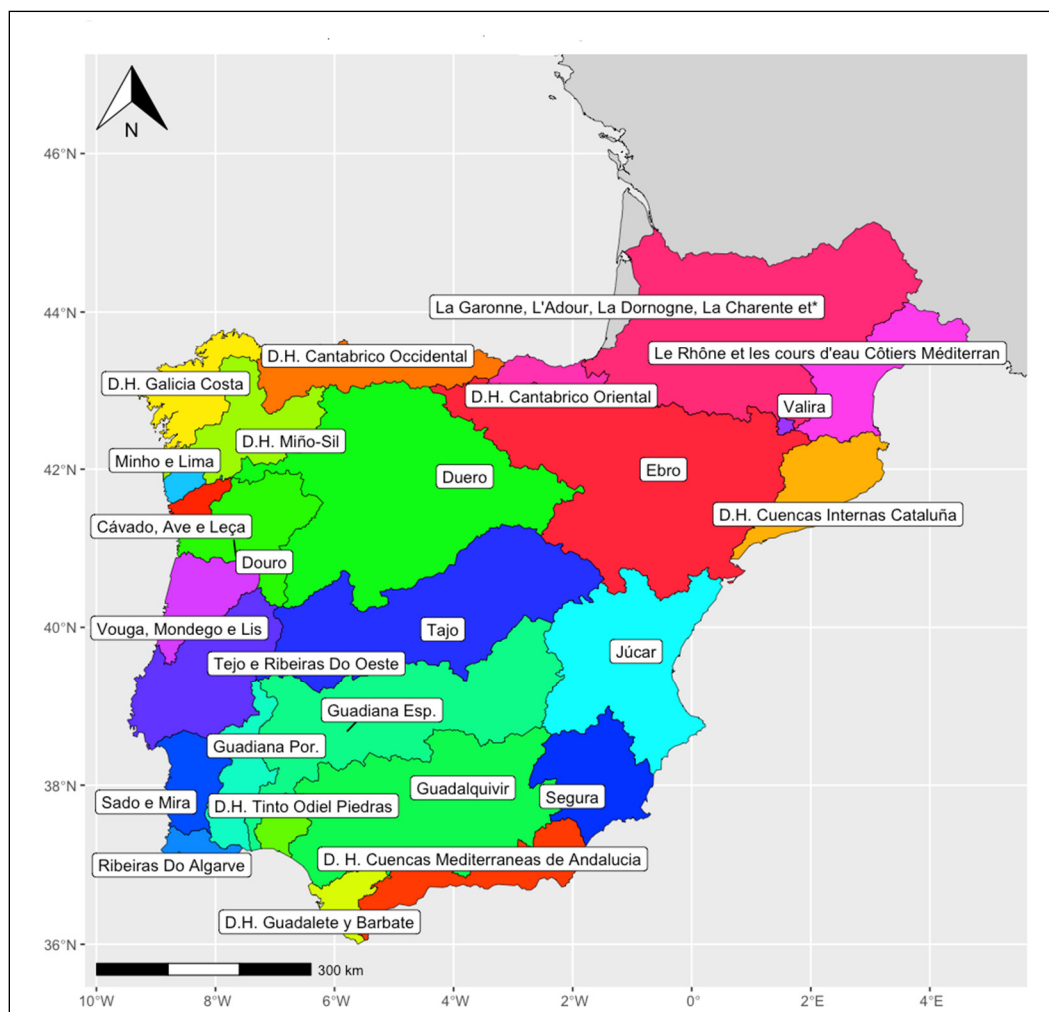 N
46°N
44°N
La Garonne, L'Adour, La Dornogne, La Charente et*
Le Rhône et les cours d'eau Côtiers Méditerran
D.H. Cantabrico Occidental
D.H. Galicia Costa
D.H. Cantabrico Oriental
Valira
D.H. Miño-Sil
Minho e Lima
42°N
Duero
Ebro
D.H. Cuencas Internas Cataluña
Cávado, Ave e Leça
Douro
40°N
Vouga, Mondego e Lis
Tajo
Júcar
Tejo e Ribeiras Do Oeste
Guadiana Esp.
Guadiana Por.
38°N
Guadalquivir
Segura
Sado e Mira
D.H. Tinto Odiel Piedras
Ribeiras Do Algarve
D. H. Cuencas Mediterraneas de Andalucia
D.H. Guadalete y Barbate
36°N
300 km
10°W 8°W 6°W 4°W 2°W 0° 2°E 4°E